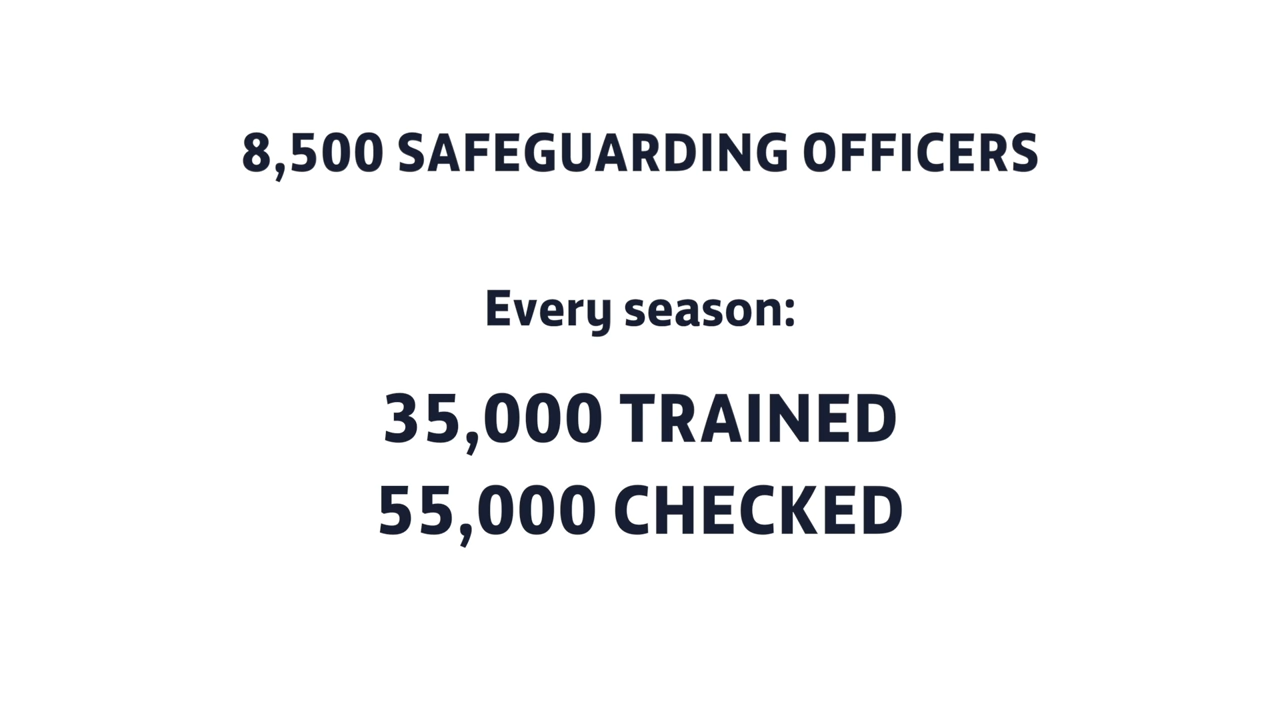 8,500 SAFEGUARDING OFFICERS
Every season:
35,000 TRAINED
55,000 CHECKED